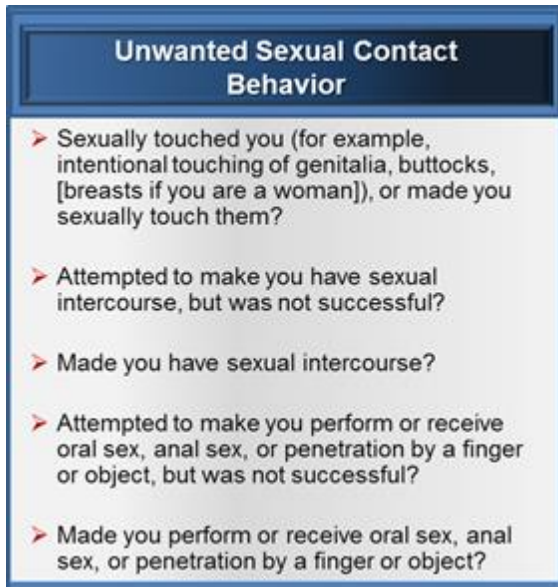 Unwanted Sexual Contact
Behavior
➢ Sexually touched you (for example,
intentional touching of genitalia, buttocks,
[breasts if you are a woman]), or made you
sexually touch them?
➢ Attempted to make you have sexual
intercourse, but was not successful?
➢ Made you have sexual intercourse?
➢ Attempted to make you perform or receive
oral sex, anal sex, or penetration by a finger
or object, but was not successful?
➢ Made you perform or receive oral sex, anal
sex, or penetration by a finger or object?